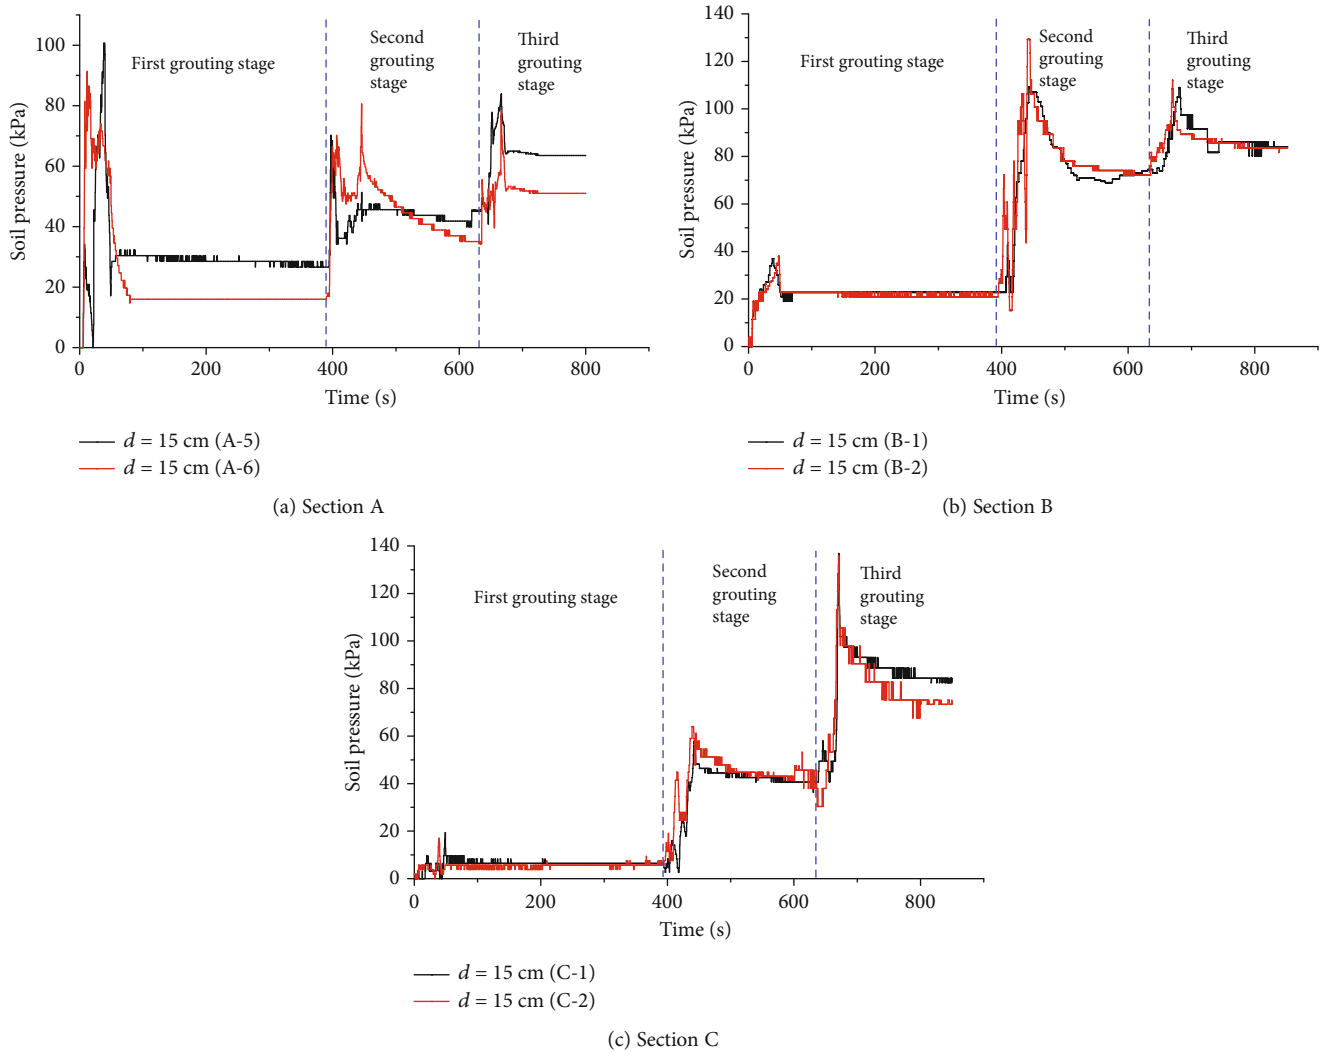 First grouting stage
Second
grouting
stage
Third
grouting
stage
Soil pressure (kPa)
100
80
60
40
20
0
0 200 400 600 800
Time (s)
d = 15 cm (A-5)
d = 15 cm (A-6)
(a) Section A
First grouting stage
Second
grouting
stage
Third
grouting
stage
Soil pressure (kPa)
140
120
100
80
60
40
20
0
0 200 400 600 800
Time (s)
d = 15 cm (B-1)
d = 15 cm (B-2)
(b) Section B
First grouting stage
Second
grouting
stage
Third
grouting
stage
Soil pressure (kPa)
140
120
100
80
60
40
20
0
0 200 400 600 800
Time (s)
d = 15 cm (C-1)
d = 15 cm (C-2)
(c) Section C